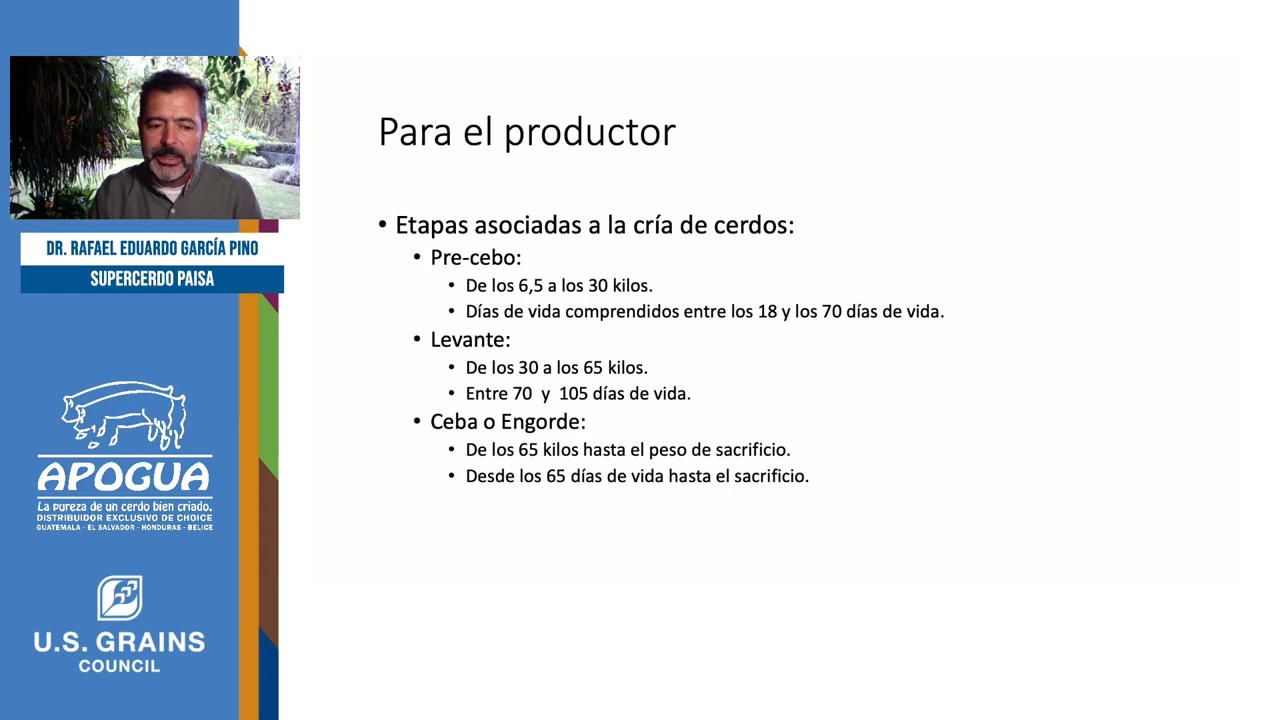 DR. RAFAEL EDUARDO GARCÍA PINO
SUPERCERDO PAISA
APOGUA
La pureza de un cerdo bien criado.
DISTRIBUIDOR EXCLUSIVO DE CHOICE
GUATEMALA - EL SALVADOR - HONDURAS - BELICE
U.S. GRAINS
COUNCIL
Para el productor
• Etapas asociadas a la cría de cerdos:
• Pre-cebo:
• De los 6,5 a los 30 kilos.
• Días de vida comprendidos entre los 18 y los 70 días de vida.
• Levante:
• De los 30 a los 65 kilos.
• Entre 70  y  105 días de vida.
• Ceba o Engorde:
• De los 65 kilos hasta el peso de sacrificio.
• Desde los 65 días de vida hasta el sacrificio.